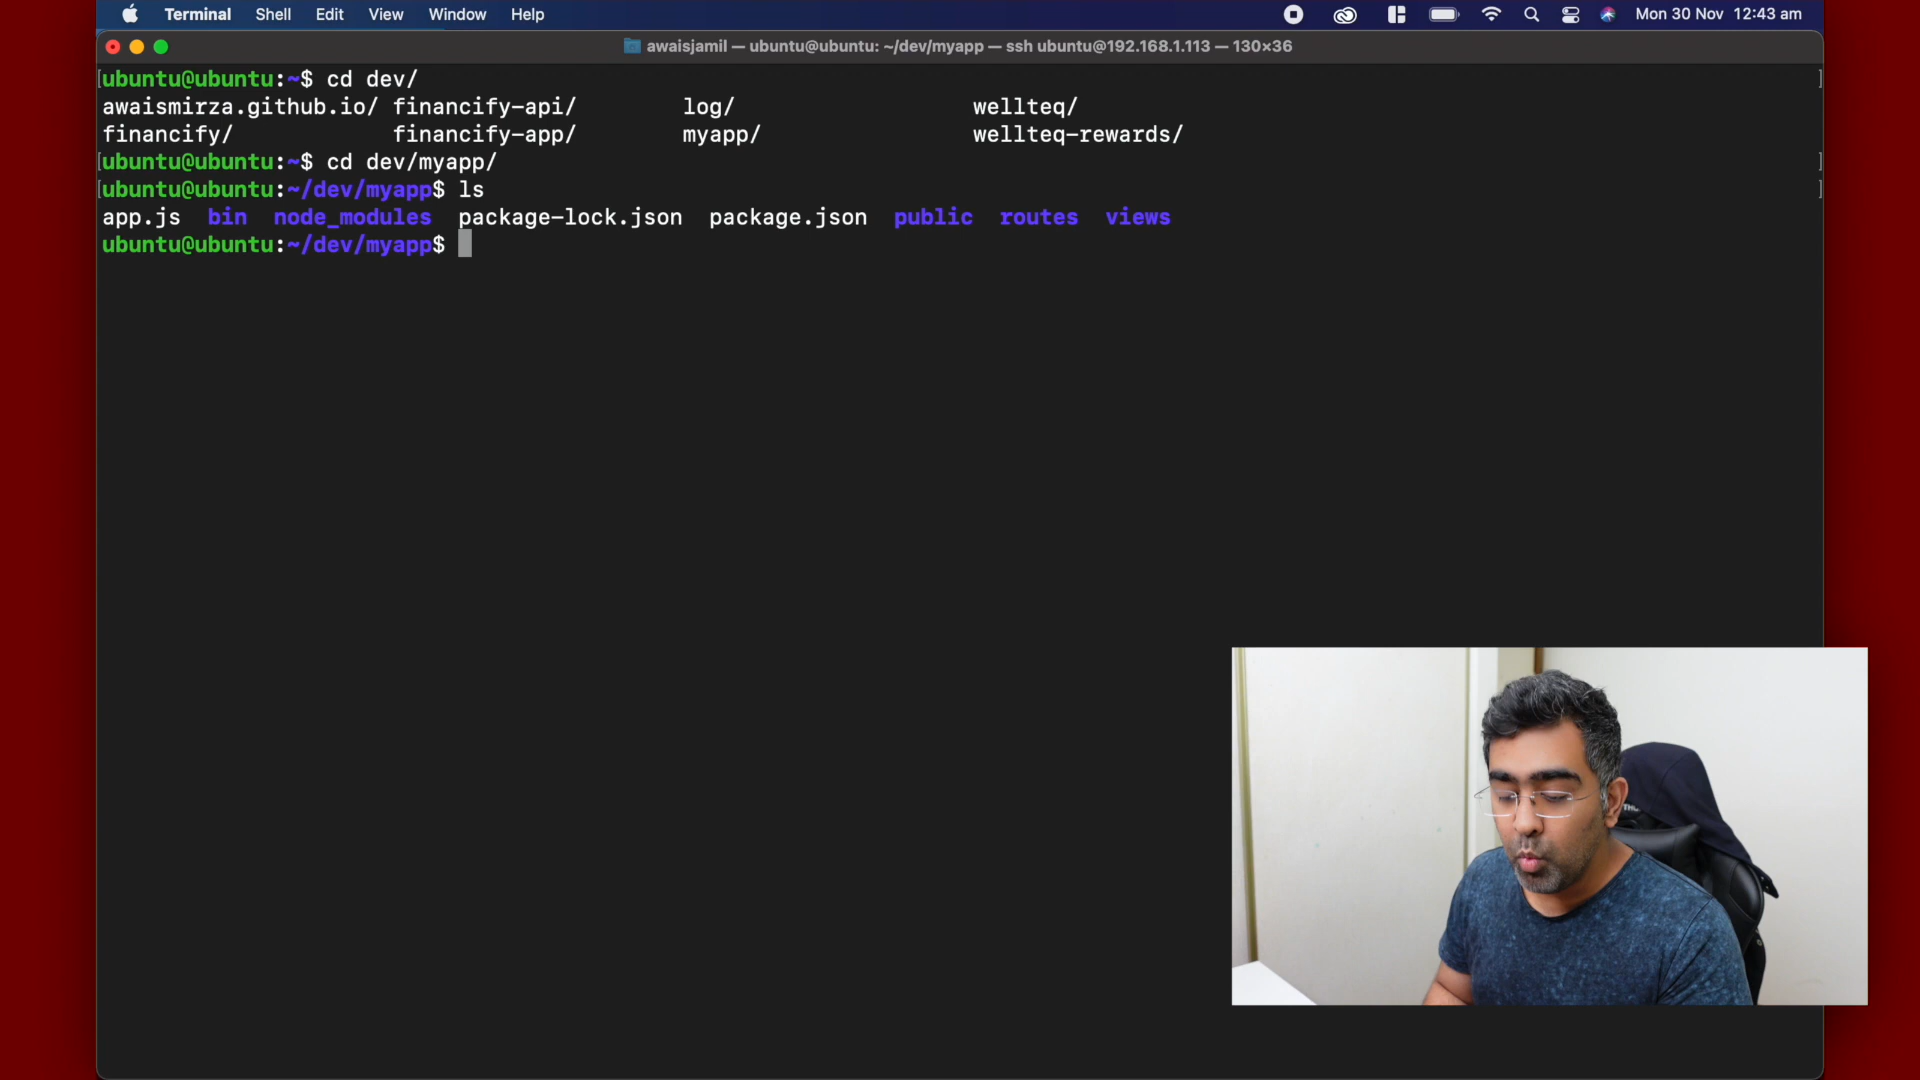 Terminal Shell Edit View Window Help Mon 30 Nov 12:43 am
awaisjamil — ubuntu@ubuntu: ~/dev/myapp — ssh ubuntu@192.168.1.113 — 130×36
[ubuntu@ubuntu:~$ cd dev/ ]
awaismirza.github.io/ financify-api/ log/ wellteq/
financify/ financify-app/ myapp/ wellteq-rewards/
[ubuntu@ubuntu:~$ cd dev/myapp/ ]
[ubuntu@ubuntu:~/dev/myapp$ ls ]
app.js bin node_modules package-lock.json package.json public routes views
ubuntu@ubuntu:~/dev/myapp$